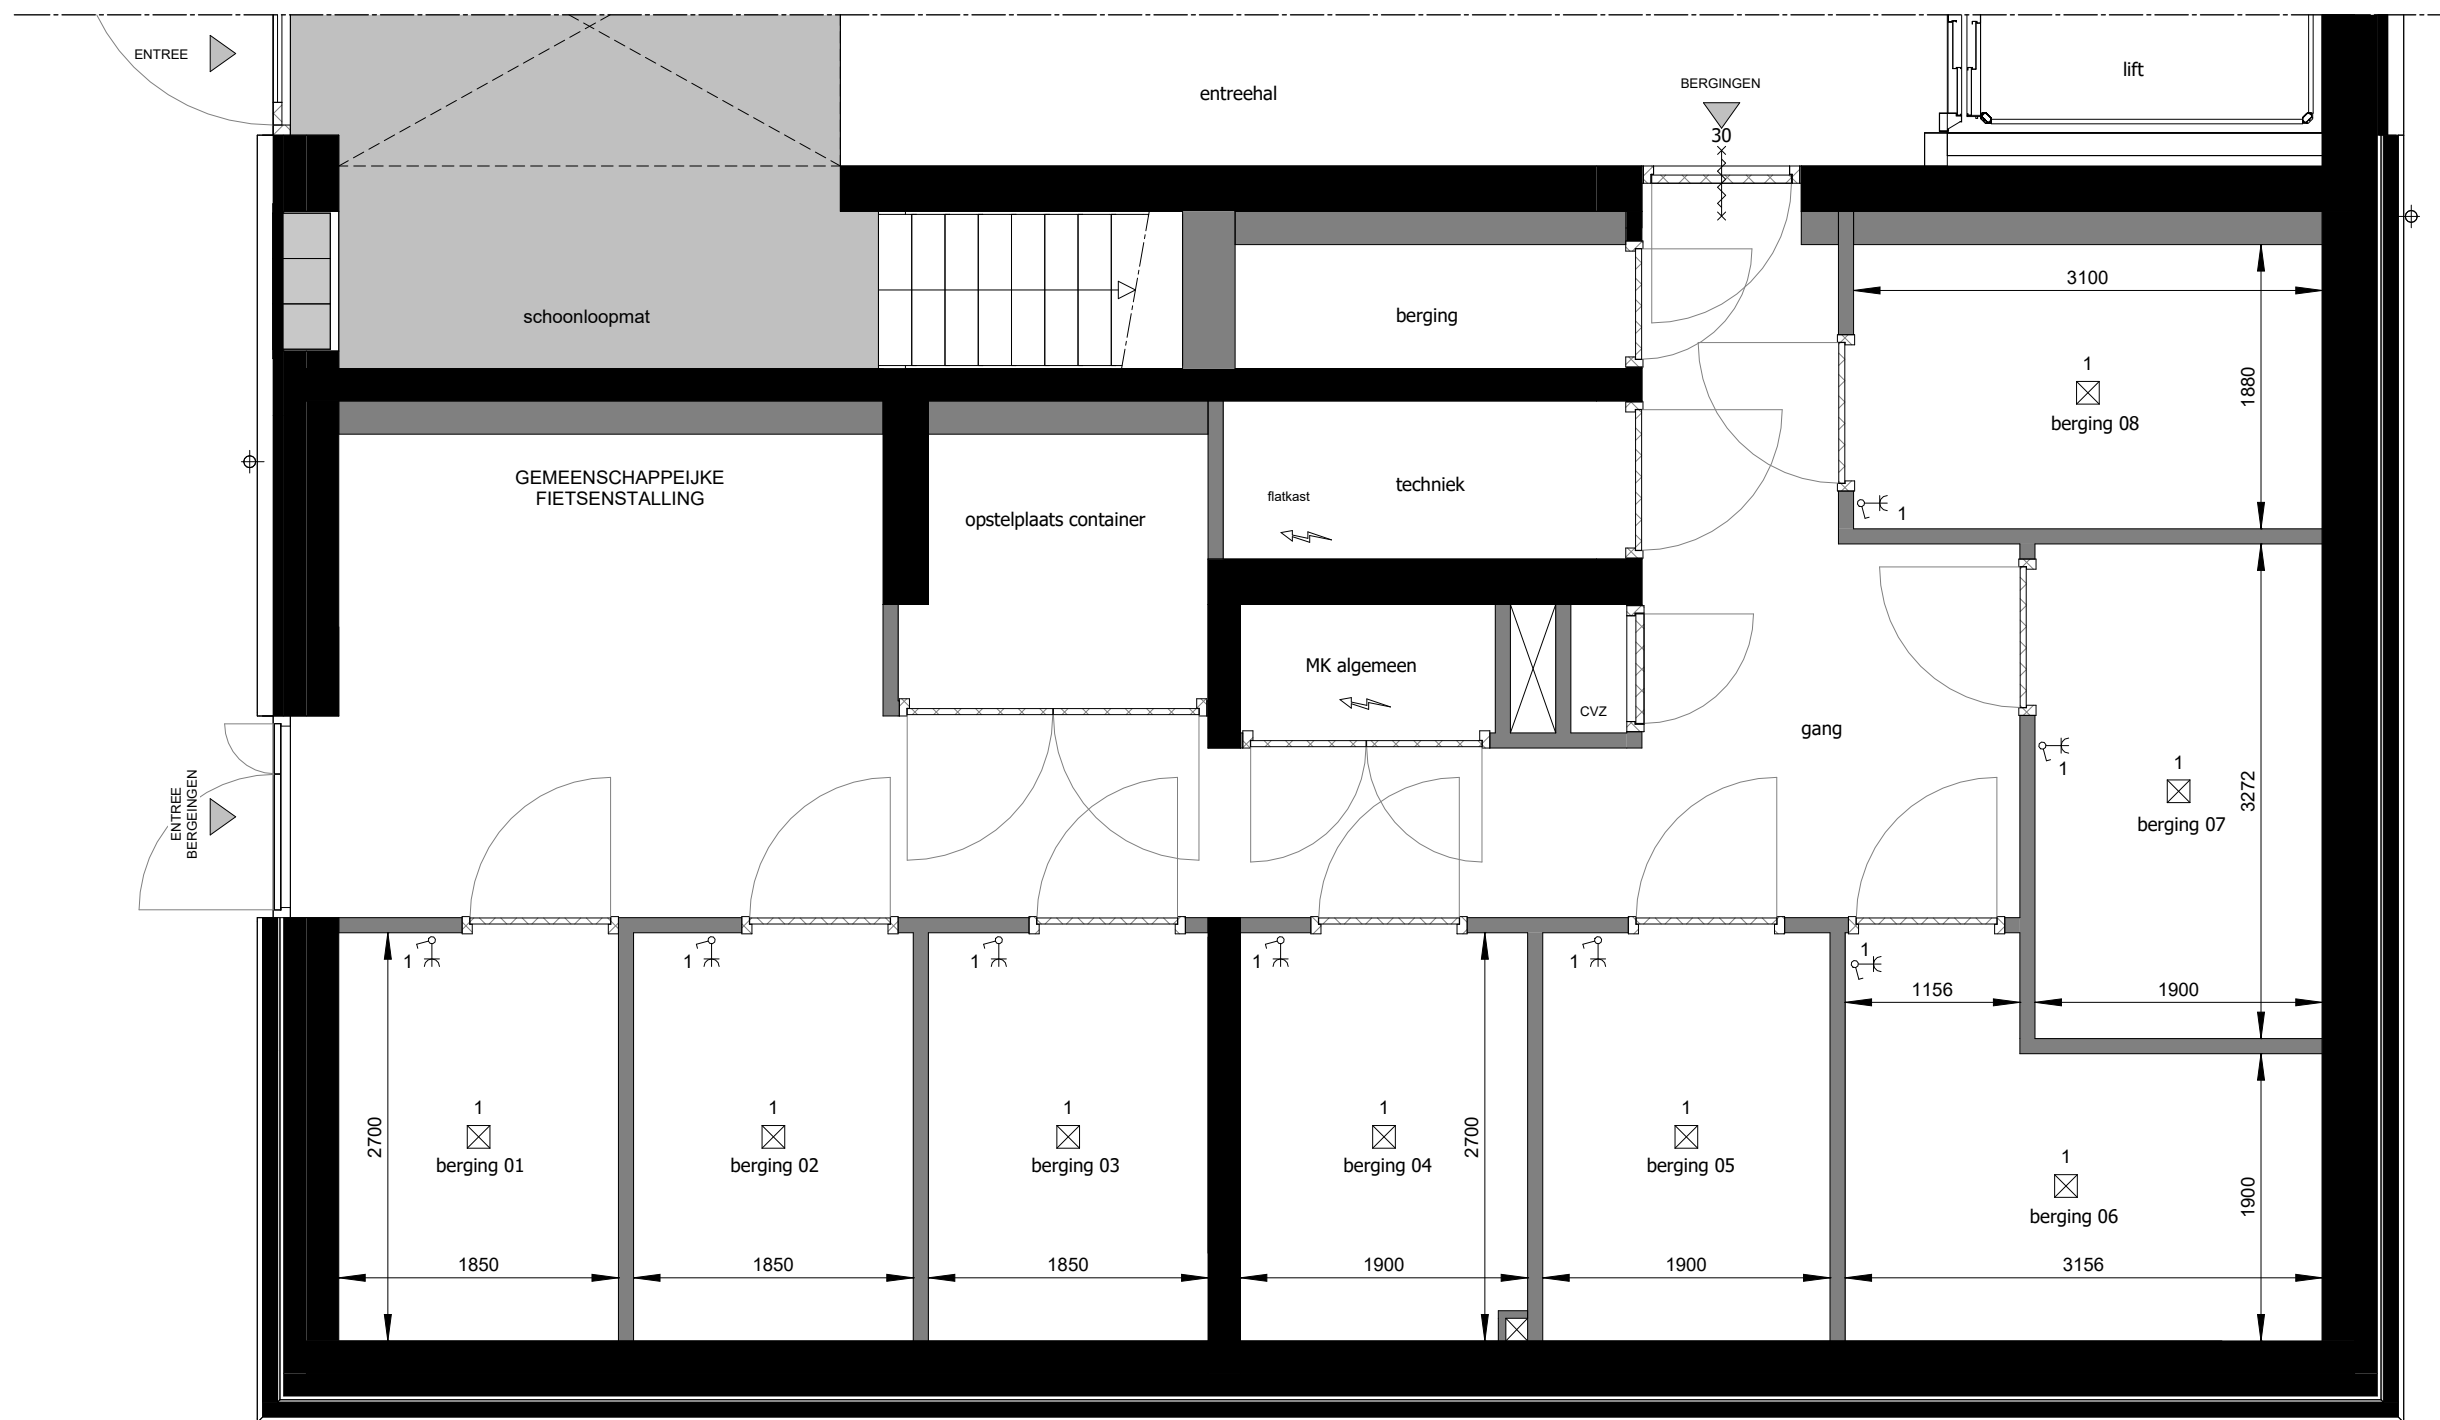 ENTREE
entreehal
BERGINGEN
30
lift
schoonloopmat
berging
3100
1
1880
berging 08
1
GEMEENSCHAPPEIJKE
FIETSENSTALLING
opstelplaats container
flatkast
techniek
MK algemeen
CVZ
gang
1
1
3272
berging 07
ENTREE
BERGEINGEN
1
1
1
1
1
1
1156
1900
1
2700
berging 01
1
berging 02
1
berging 03
1
2700
berging 04
1
berging 05
1
1900
berging 06
1850
1850
1850
1900
1900
3156